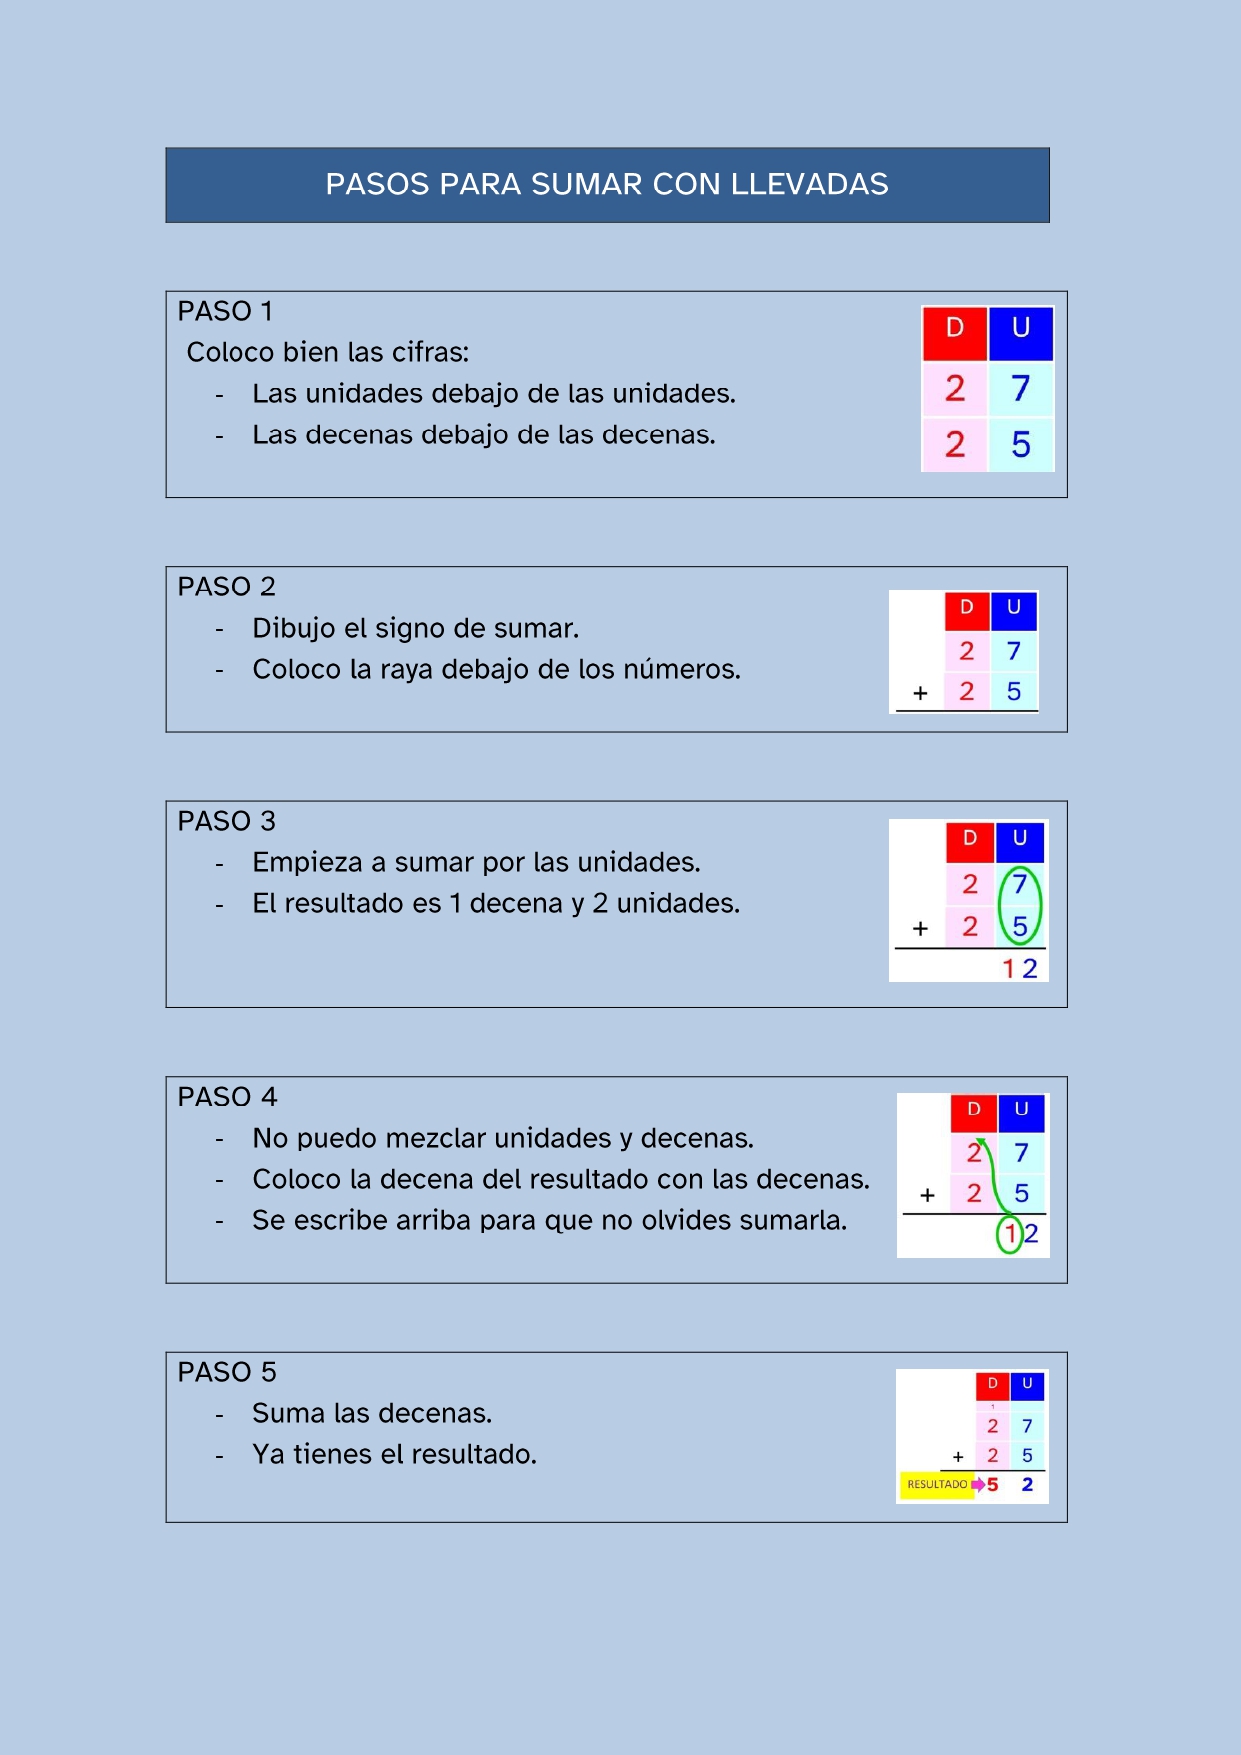 PASOS PARA SUMAR CON LLEVADAS
PASO 1
Coloco bien las cifras:
- Las unidades debajo de las unidades.
- Las decenas debajo de las decenas.
D U
2 7
2 5
PASO 2
- Dibujo el signo de sumar.
- Coloco la raya debajo de los números.
D U
2 7
+ 2 5
PASO 3
- Empieza a sumar por las unidades.
- El resultado es 1 decena y 2 unidades.
D U
2 7
+ 2 5
1 2
PASO 4
- No puedo mezclar unidades y decenas.
- Coloco la decena del resultado con las decenas.
- Se escribe arriba para que no olvides sumarla.
D U
2 7
+ 2 5
1 2
PASO 5
- Suma las decenas.
- Ya tienes el resultado.
D U
1
2 7
+ 2 5
RESULTADO 5 2